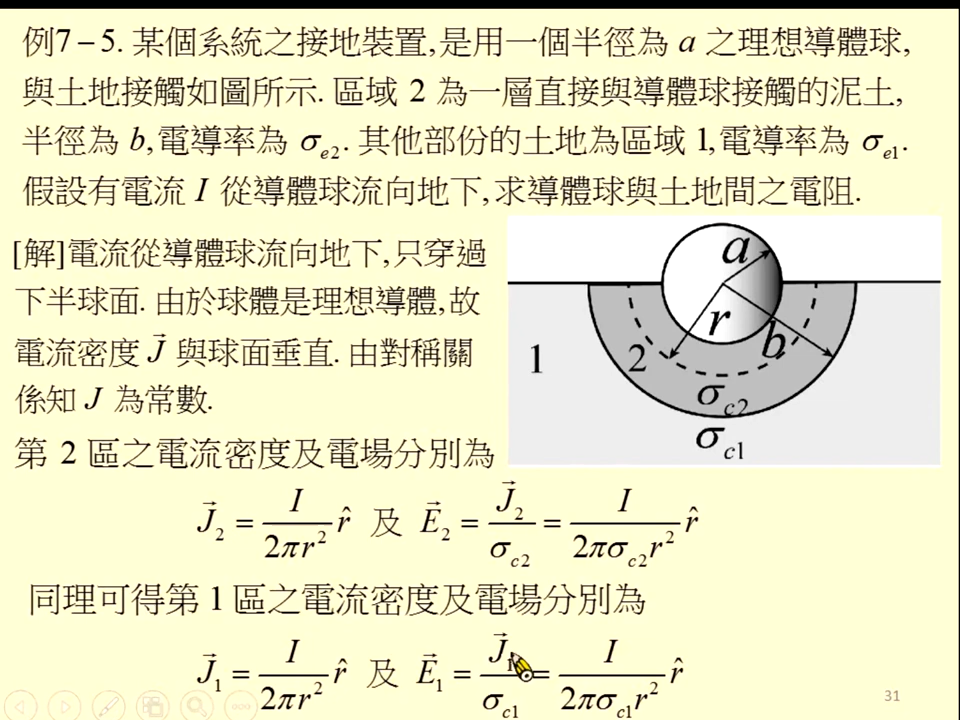 例7－5. 某個系統之接地裝置,是用一個半徑為 a 之理想導體球,
與土地接觸如圖所示. 區域 2 為一層直接與導體球接觸的泥土,
半徑為 b,電導率為 σe2. 其他部份的土地為區域 1,電導率為 σe1.
假設有電流 I 從導體球流向地下,求導體球與土地間之電阻.
[解]電流從導體球流向地下,只穿過
下半球面. 由於球體是理想導體,故
電流密度 J⃗ 與球面垂直. 由對稱關
係知 J 為常數.
a
r
b
1
2
σc2
σc1
第 2 區之電流密度及電場分別為
J⃗2 = I/2πr² r̂ 及 E⃗2 = J⃗2/σc2 = I/2πσc2r² r̂
同理可得第 1 區之電流密度及電場分別為
J⃗1 = I/2πr² r̂ 及 E⃗1 = J⃗1/σc1 = I/2πσc1r² r̂
31